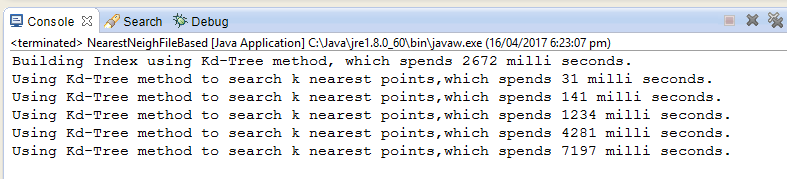 Console Search Debug
<terminated> NearestNeighFileBased [Java Application] C:\Java\jre1.8.0_60\bin\javaw.exe (16/04/2017 6:23:07 pm)
Building Index using Kd-Tree method, which spends 2672 milli seconds.
Using Kd-Tree method to search k nearest points,which spends 31 milli seconds.
Using Kd-Tree method to search k nearest points,which spends 141 milli seconds.
Using Kd-Tree method to search k nearest points,which spends 1234 milli seconds.
Using Kd-Tree method to search k nearest points,which spends 4281 milli seconds.
Using Kd-Tree method to search k nearest points,which spends 7197 milli seconds.